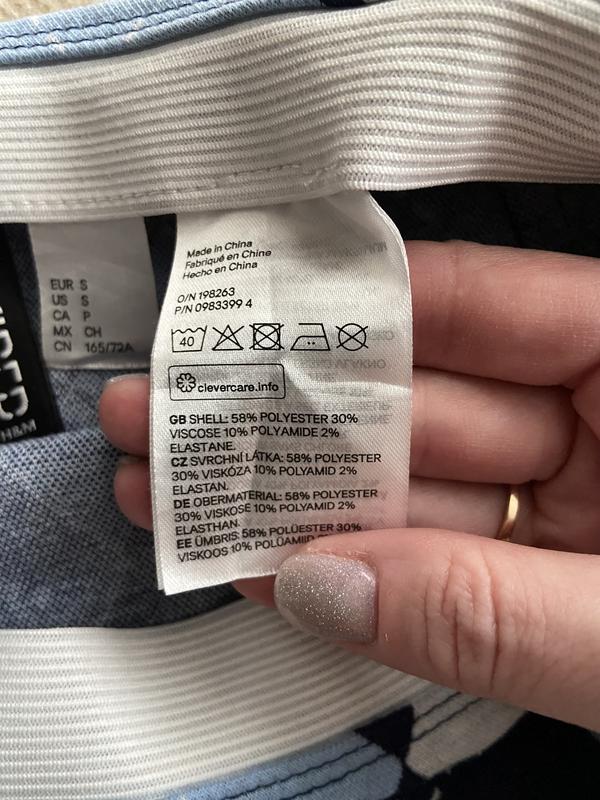 Made in China
Fabriqué en Chine
Hecho en China
O/N 198263
P/N 0983399 4
40
clevercare.info
GB SHELL: 58% POLYESTER 30%
VISCOSE 10% POLYAMIDE 2%
ELASTANE.
CZ SVRCHNÍ LÁTKA: 58% POLYESTER
30% VISKÓZA 10% POLYAMID 2%
ELASTAN.
DE OBERMATERIAL: 58% POLYESTER
30% VISKOSE 10% POLYAMID 2%
ELASTHAN.
EE ÜMBRIS: 58% POLÜESTER 30%
VISKOOS 10% POLÜAMIID
EUR S
US S
CA P
MX CH
CN 165/72A
H&M